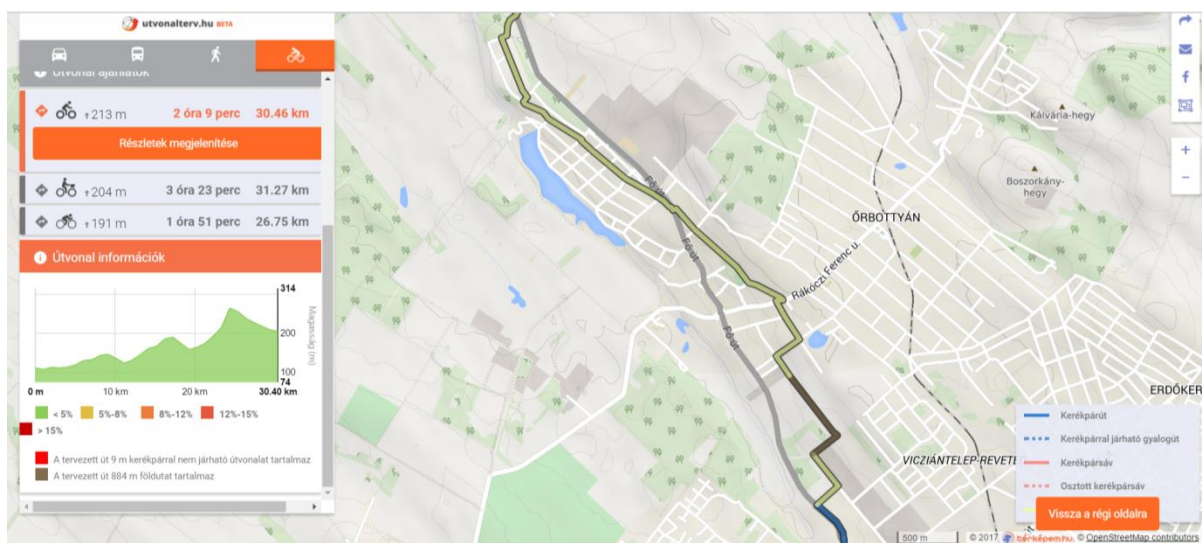 utvonalterv.hu BETA
Útvonal ajánlatok
↑213 m 2 óra 9 perc 30.46 km
Részletek megjelenítése
↑204 m 3 óra 23 perc 31.27 km
↑191 m 1 óra 51 perc 26.75 km
Útvonal információk
314
200
100
74
Magasság (m)
0 m 10 km 20 km 30.40 km
< 5% 5%-8% 8%-12% 12%-15%
> 15%
A tervezett út 9 m kerékpárral nem járható útvonalat tartalmaz
A tervezett út 884 m földutat tartalmaz
Kálvária-hegy
Boszorkány-
hegy
Fő út
ŐRBOTTYÁN
Fő út
Rákóczi Ferenc u.
Fő út
ERDŐKER
VICZIÁNTELEP-REVETE
Kerékpárút
Kerékpárral járható gyalogút
Kerékpársáv
Osztott kerékpársáv
Vissza a régi oldalra
500 m © 2017 © OpenStreetMap contributors